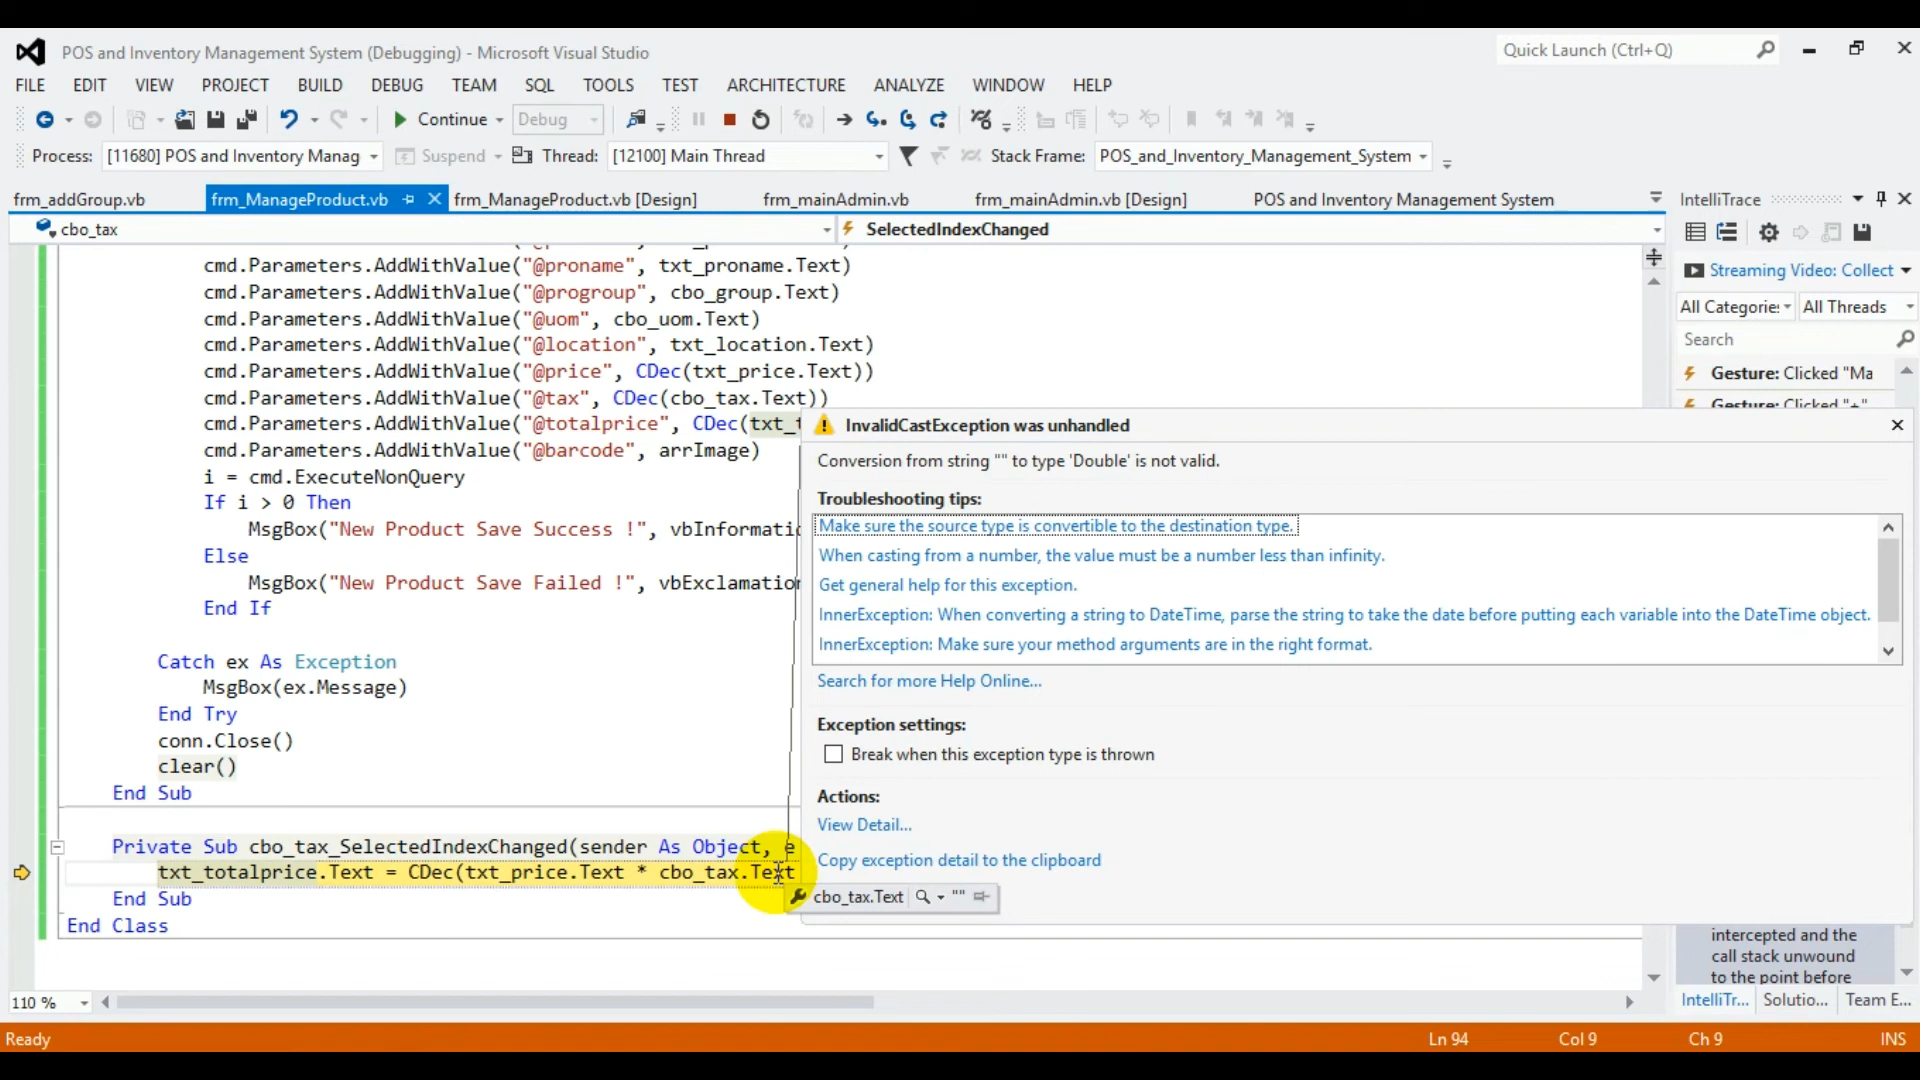 POS and Inventory Management System (Debugging) - Microsoft Visual Studio
Quick Launch (Ctrl+Q)
FILE EDIT VIEW PROJECT BUILD DEBUG TEAM SQL TOOLS TEST ARCHITECTURE ANALYZE WINDOW HELP
Continue Debug
Process: [11680] POS and Inventory Manag Suspend Thread: [12100] Main Thread Stack Frame: POS_and_Inventory_Management_System
frm_addGroup.vb frm_ManageProduct.vb frm_ManageProduct.vb [Design] frm_mainAdmin.vb frm_mainAdmin.vb [Design] POS and Inventory Management System
cbo_tax SelectedIndexChanged
cmd.Parameters.AddWithValue("@proname", txt_proname.Text)
cmd.Parameters.AddWithValue("@progroup", cbo_group.Text)
cmd.Parameters.AddWithValue("@uom", cbo_uom.Text)
cmd.Parameters.AddWithValue("@location", txt_location.Text)
cmd.Parameters.AddWithValue("@price", CDec(txt_price.Text))
cmd.Parameters.AddWithValue("@tax", CDec(cbo_tax.Text))
cmd.Parameters.AddWithValue("@totalprice", CDec(txt_t
cmd.Parameters.AddWithValue("@barcode", arrImage)
i = cmd.ExecuteNonQuery
If i > 0 Then
MsgBox("New Product Save Success !", vbInformatio
Else
MsgBox("New Product Save Failed !", vbExclamation
End If
Catch ex As Exception
MsgBox(ex.Message)
End Try
conn.Close()
clear()
End Sub
Private Sub cbo_tax_SelectedIndexChanged(sender As Object, e
txt_totalprice.Text = CDec(txt_price.Text * cbo_tax.Text
End Sub
End Class
InvalidCastException was unhandled
Conversion from string "" to type 'Double' is not valid.
Troubleshooting tips:
Make sure the source type is convertible to the destination type.
When casting from a number, the value must be a number less than infinity.
Get general help for this exception.
InnerException: When converting a string to DateTime, parse the string to take the date before putting each variable into the DateTime object.
InnerException: Make sure your method arguments are in the right format.
Search for more Help Online...
Exception settings:
Break when this exception type is thrown
Actions:
View Detail...
Copy exception detail to the clipboard
cbo_tax.Text ""
IntelliTrace
Streaming Video: Collect
All Categorie: All Threads
Search
Gesture: Clicked "Ma
Gesture: Clicked "+"
intercepted and the
call stack unwound
to the point before
IntelliTr... Solutio... Team E...
110 %
Ready Ln 94 Col 9 Ch 9 INS